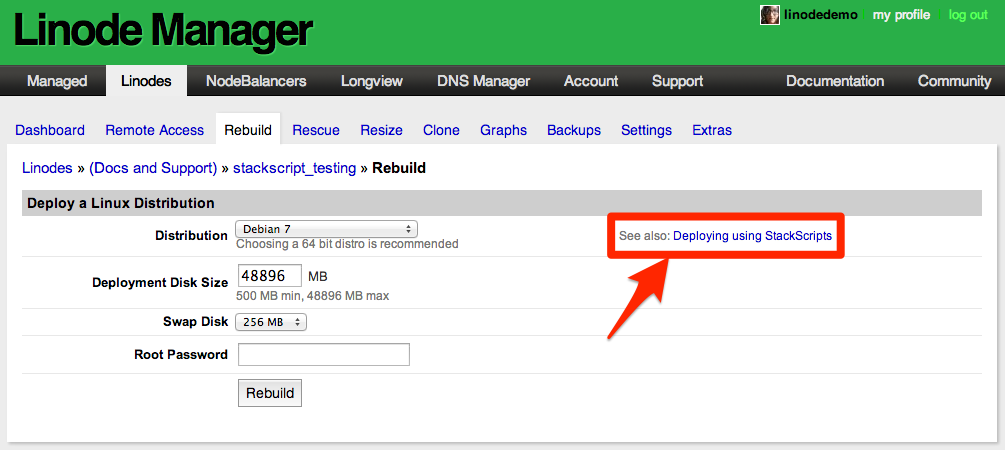 Linode Manager
linodedemo my profile log out
Managed Linodes NodeBalancers Longview DNS Manager Account Support Documentation Community
Dashboard Remote Access Rebuild Rescue Resize Clone Graphs Backups Settings Extras
Linodes » (Docs and Support) » stackscript_testing » Rebuild
Deploy a Linux Distribution
Distribution Debian 7 See also: Deploying using StackScripts
Choosing a 64 bit distro is recommended
Deployment Disk Size 48896 MB
500 MB min, 48896 MB max
Swap Disk 256 MB
Root Password
Rebuild